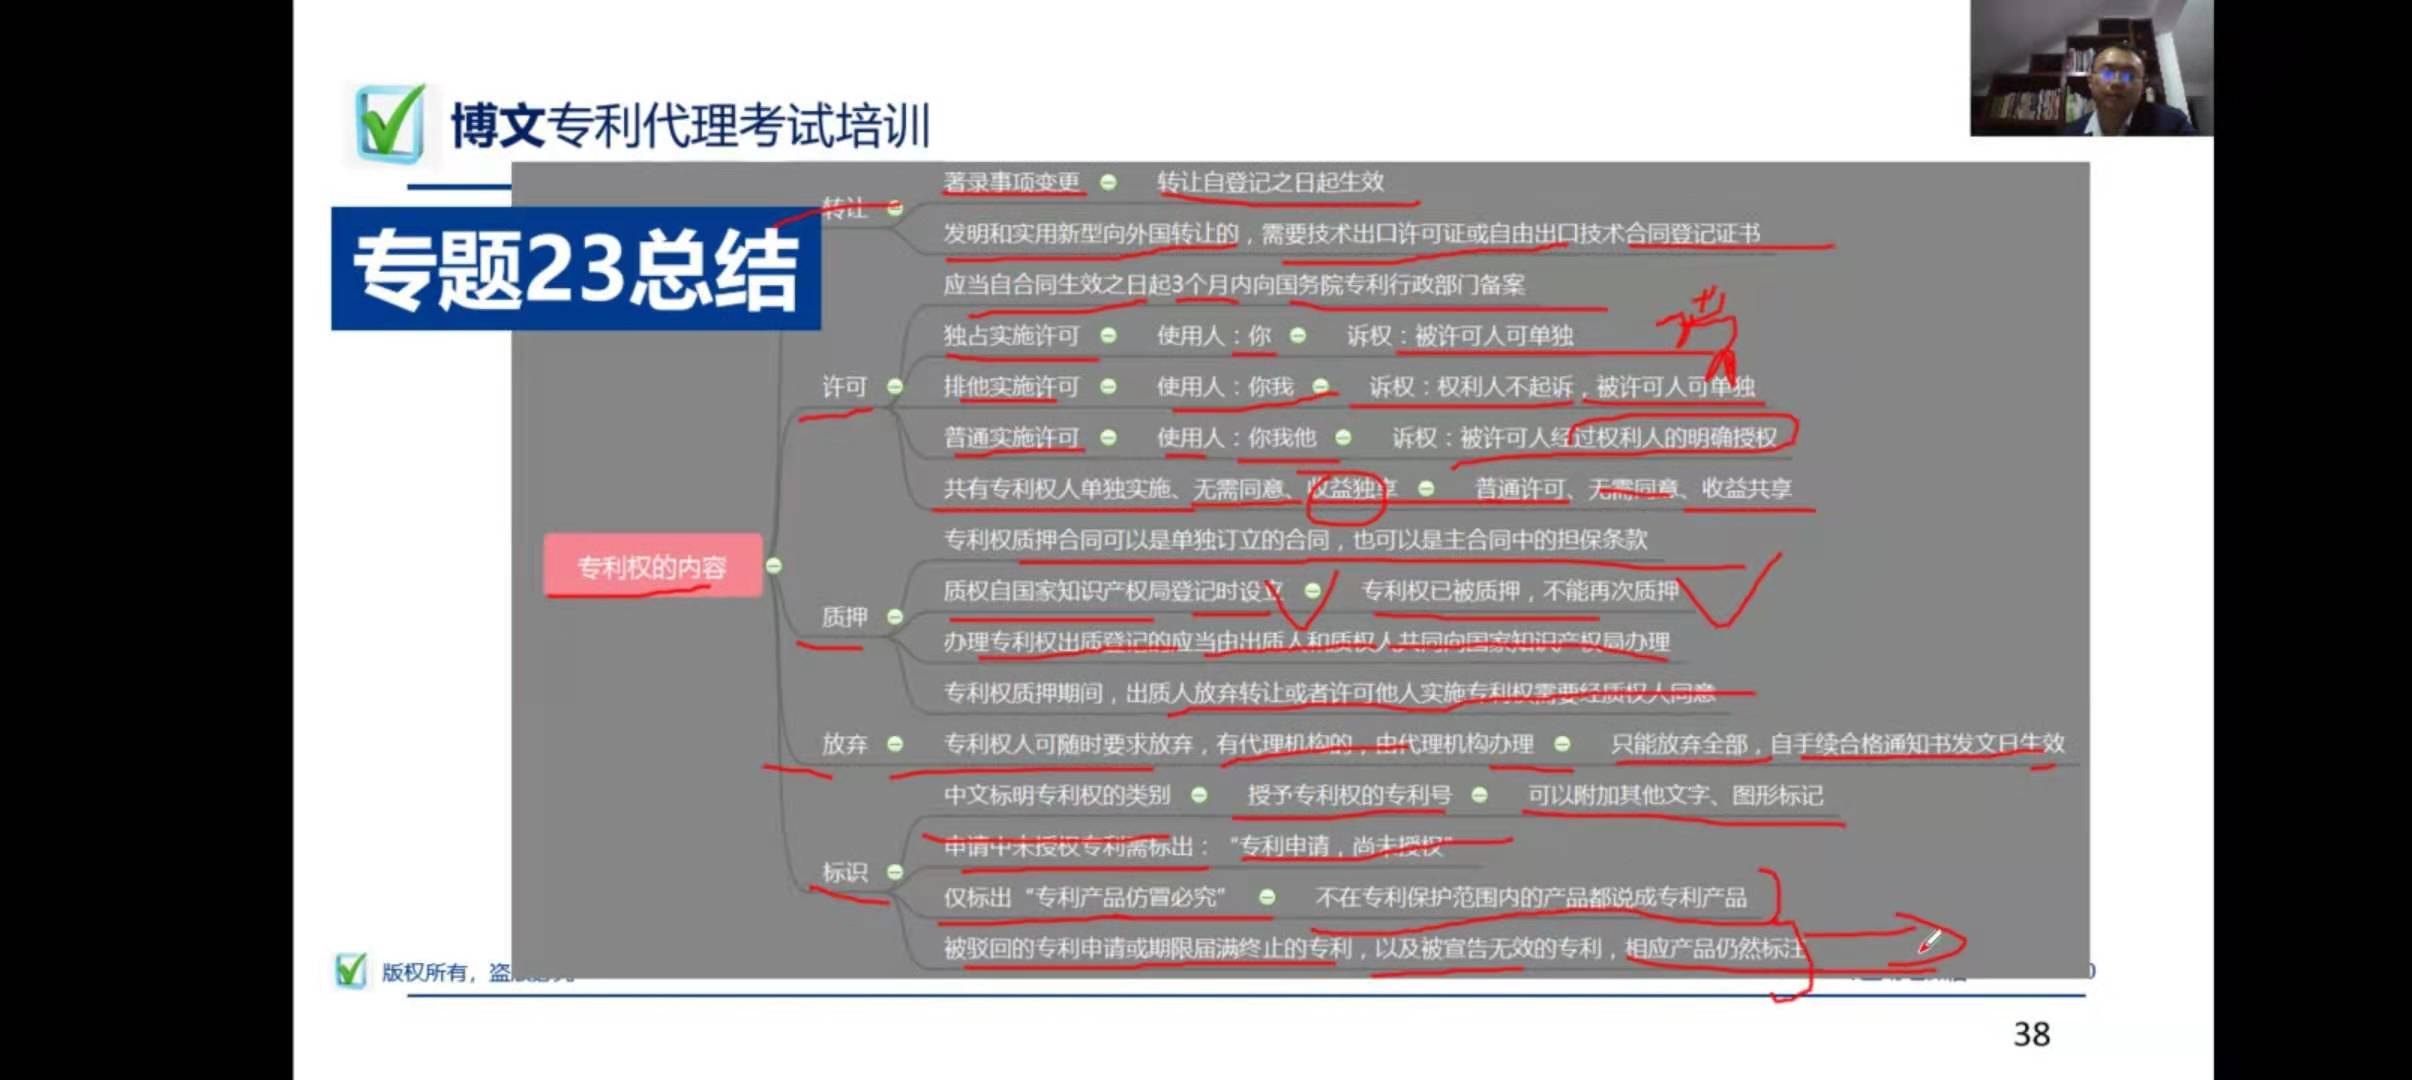 博文专利代理考试培训
专题23总结
专利权的内容
转让
著录事项变更 转让自登记之日起生效
发明和实用新型向外国转让的，需要技术出口许可证或自由出口技术合同登记证书
许可
应当自合同生效之日起3个月内向国务院专利行政部门备案
独占实施许可 使用人：你 诉权：被许可人可单独
排他实施许可 使用人：你我 诉权：权利人不起诉，被许可人可单独
普通实施许可 使用人：你我他 诉权：被许可人经过权利人的明确授权
共有专利权人单独实施、无需同意、收益独享 普通许可、无需同意、收益共享
质押
专利权质押合同可以是单独订立的合同，也可以是主合同中的担保条款
质权自国家知识产权局登记时设立 专利权已被质押，不能再次质押
办理专利权出质登记的应当由出质人和质权人共同向国家知识产权局办理
专利权质押期间，出质人放弃转让或者许可他人实施专利权需要经质权人同意
放弃
专利权人可随时要求放弃，有代理机构的，由代理机构办理 只能放弃全部，自手续合格通知书发文日生效
标识
中文标明专利权的类别 授予专利权的专利号 可以附加其他文字、图形标记
申请中未授权专利需标出：“专利申请，尚未授权”
仅标出“专利产品仿冒必究” 不在专利保护范围内的产品都说成专利产品
被驳回的专利申请或期限届满终止的专利，以及被宣告无效的专利，相应产品仍然标注
版权所有，
38